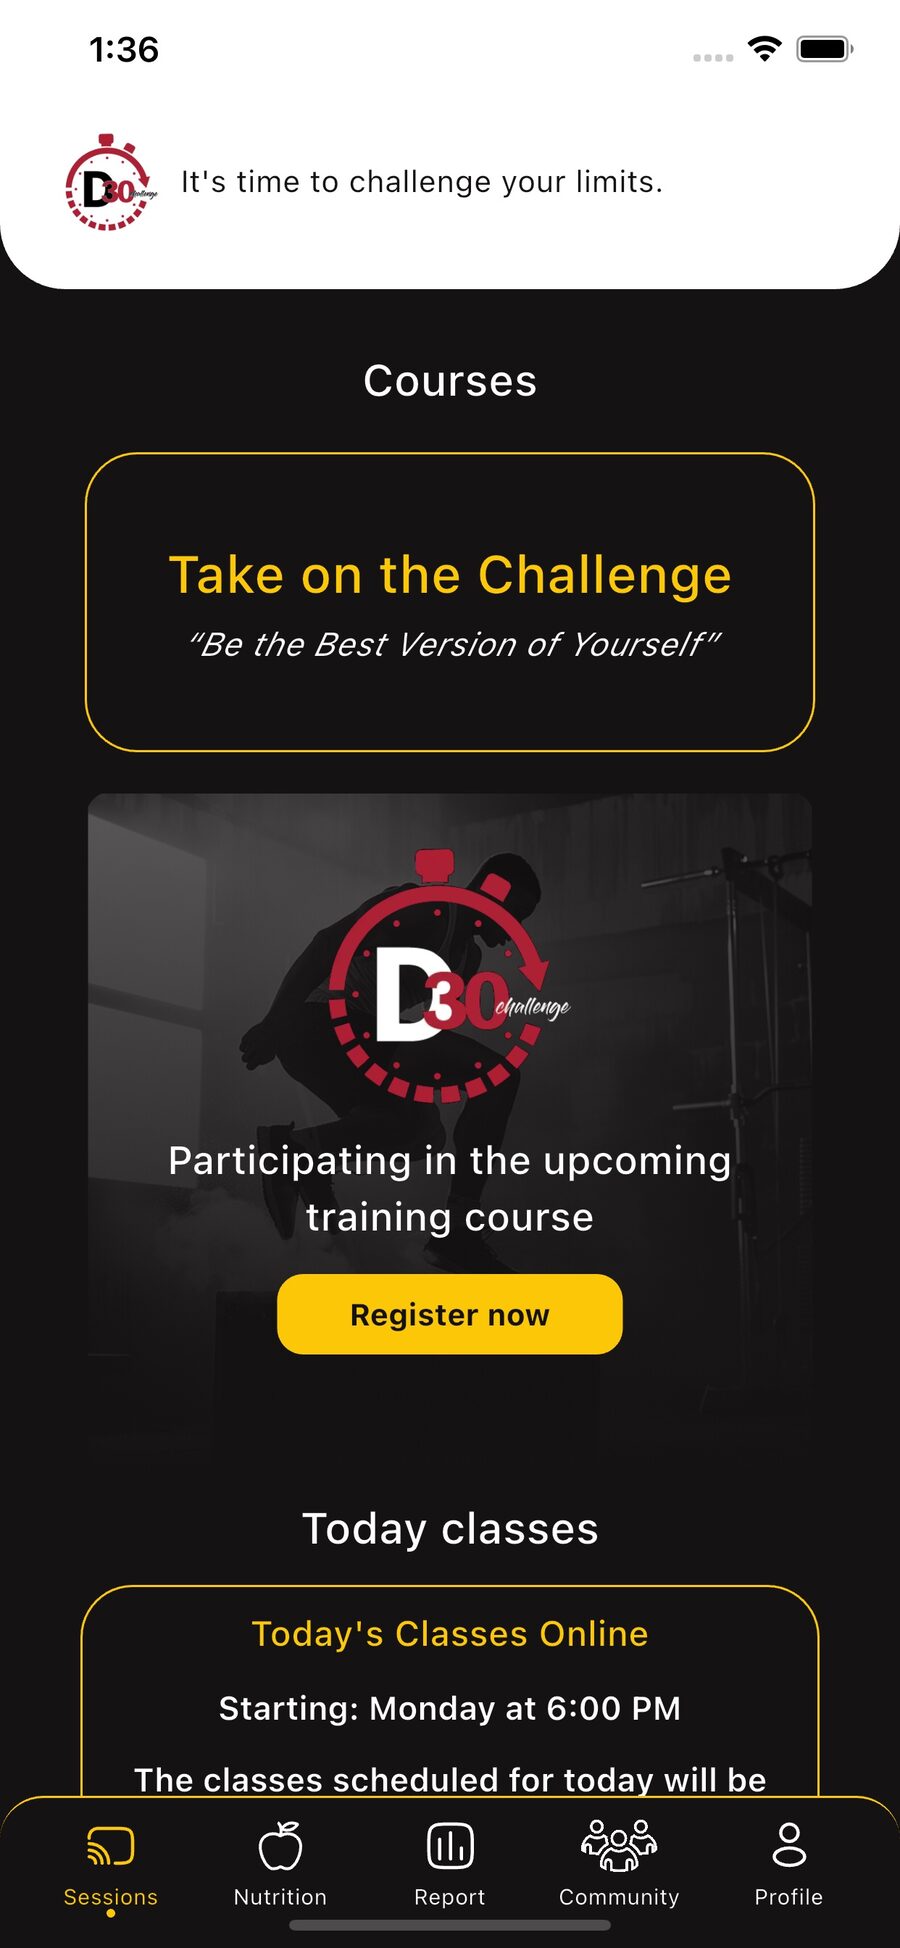 1:36
D30 challenge
It's time to challenge your limits.
Courses
Take on the Challenge
“Be the Best Version of Yourself”
D30 challenge
Participating in the upcoming
training course
Register now
Today classes
Today's Classes Online
Starting: Monday at 6:00 PM
The classes scheduled for today will be
Sessions
Nutrition
Report
Community
Profile